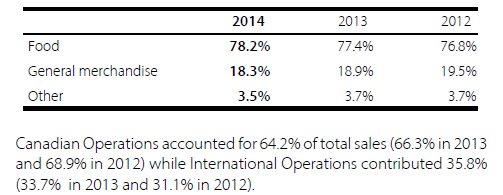 2014 2013 2012
Food 78.2% 77.4% 76.8%
General merchandise 18.3% 18.9% 19.5%
Other 3.5% 3.7% 3.7%
Canadian Operations accounted for 64.2% of total sales (66.3% in 2013
and 68.9% in 2012) while International Operations contributed 35.8%
(33.7% in 2013 and 31.1% in 2012).